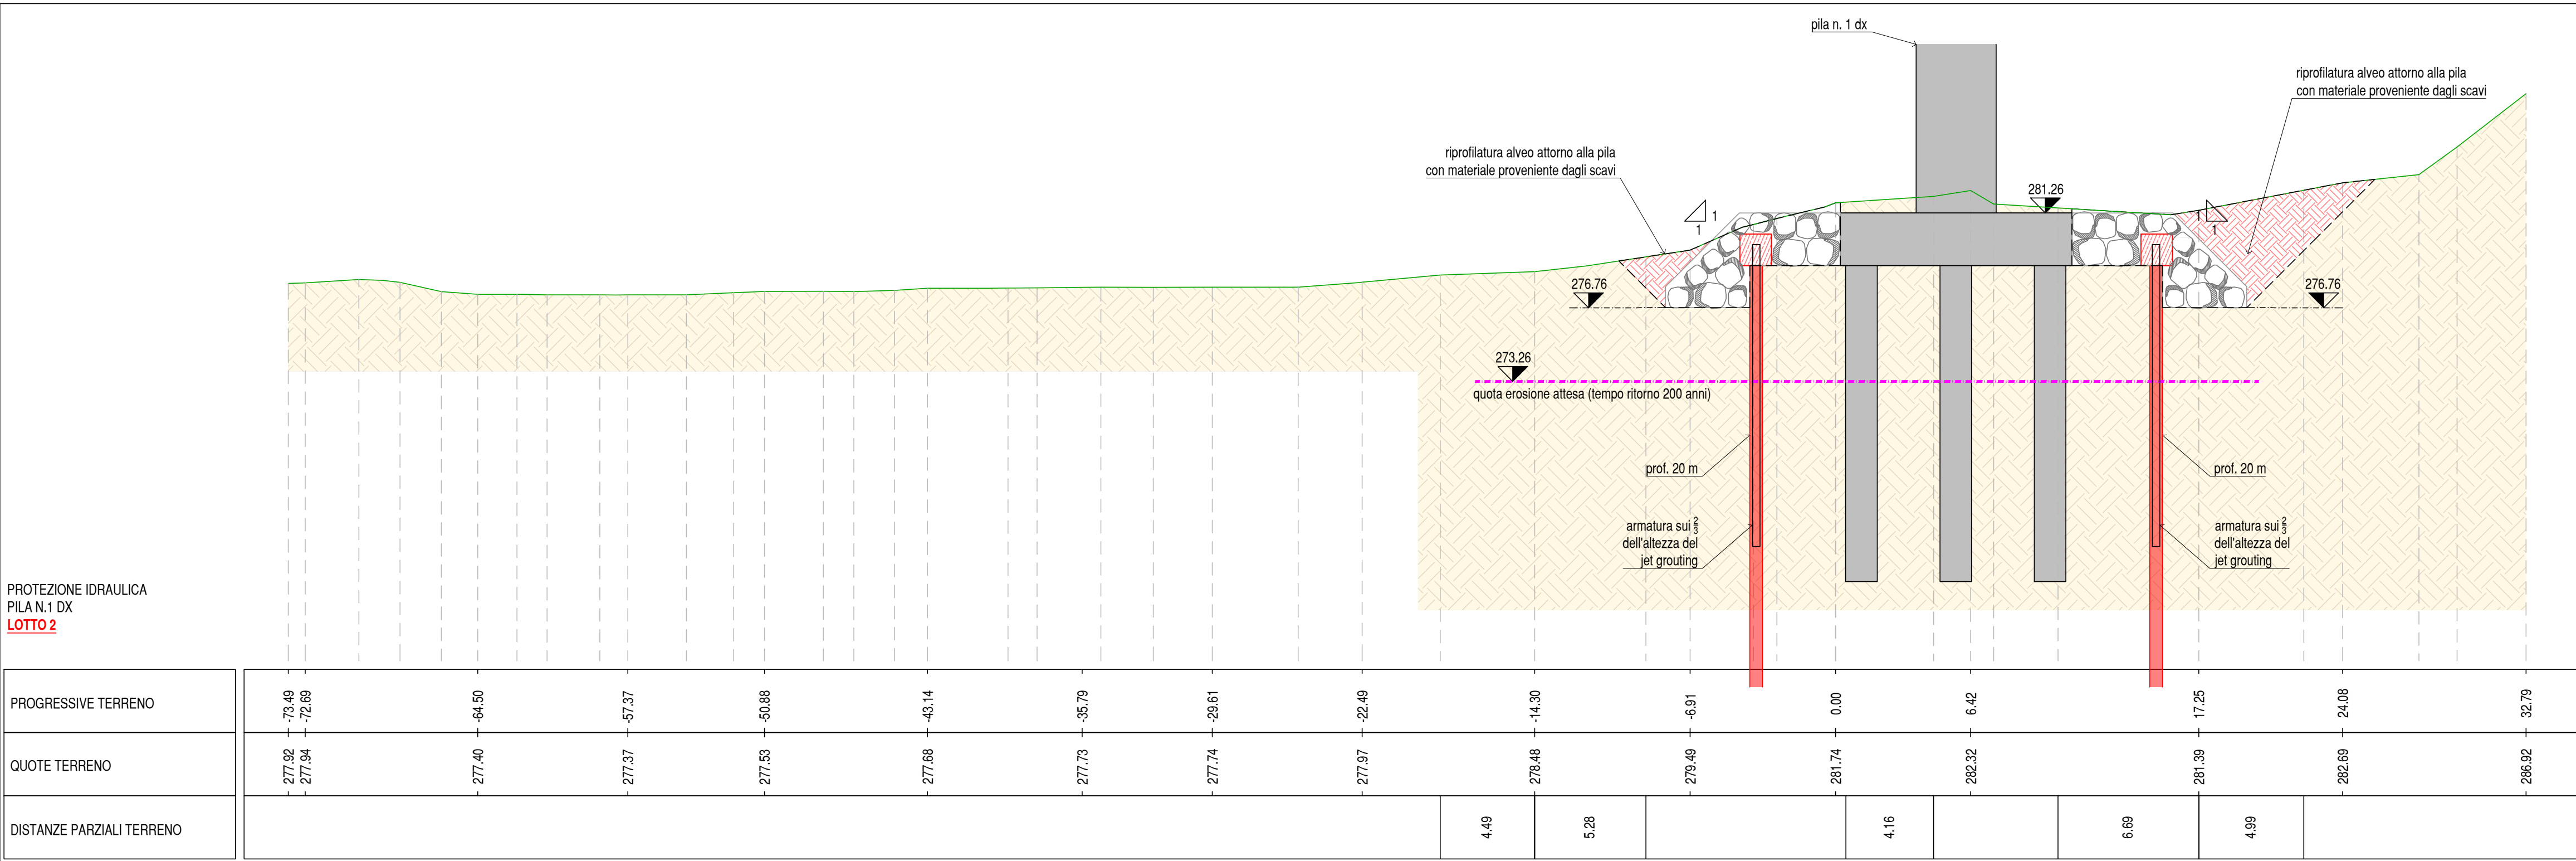 pila n. 1 dx
riprofilatura alveo attorno alla pila
con materiale proveniente dagli scavi
riprofilatura alveo attorno alla pila
con materiale proveniente dagli scavi
281.26
1
1
1
1
276.76
276.76
273.26
quota erosione attesa (tempo ritorno 200 anni)
prof. 20 m
prof. 20 m
armatura sui 2/3
dell'altezza del
jet grouting
armatura sui 2/3
dell'altezza del
jet grouting
PROTEZIONE IDRAULICA
PILA N.1 DX
LOTTO 2
PROGRESSIVE TERRENO
-73.49 -72.69 -64.50 -57.37 -50.88 -43.14 -35.79 -29.61 -22.49 -14.30 -6.91 0.00 6.42 17.25 24.08 32.79
QUOTE TERRENO
277.92 277.94 277.40 277.37 277.53 277.68 277.73 277.74 277.97 278.48 279.49 281.74 282.32 281.39 282.69 286.92
DISTANZE PARZIALI TERRENO
4.49 5.28 4.16 6.69 4.99